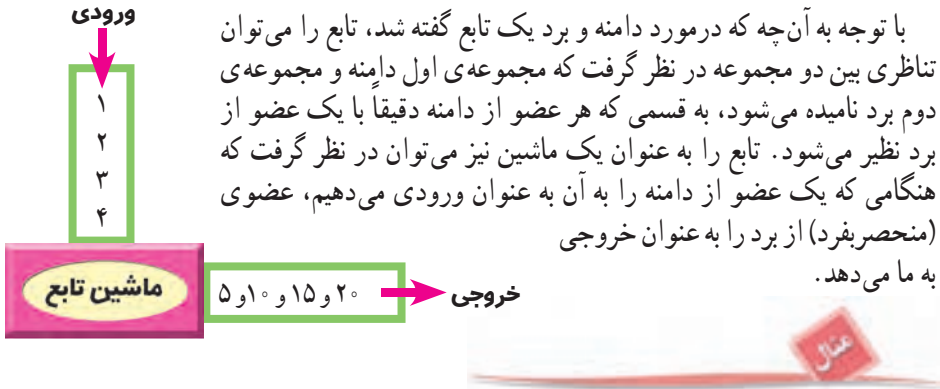 با توجه به آن‌چه که درمورد دامنه و برد یک تابع گفته شد، تابع را می‌توان
تناظری بین دو مجموعه در نظر گرفت که مجموعه‌ی اول دامنه و مجموعه‌ی
دوم برد نامیده می‌شود، به قسمی که هر عضو از دامنه دقیقاً با یک عضو از
برد نظیر می‌شود. تابع را به عنوان یک ماشین نیز می‌توان در نظر گرفت که
هنگامی که یک عضو از دامنه را به آن به عنوان ورودی می‌دهیم، عضوی
(منحصربفرد) از برد را به عنوان خروجی
به ما می‌دهد.
ورودی
۱
۲
۳
۴
ماشین تابع
۵ و ۱۰ و ۱۵ و ۲۰
خروجی
مثال